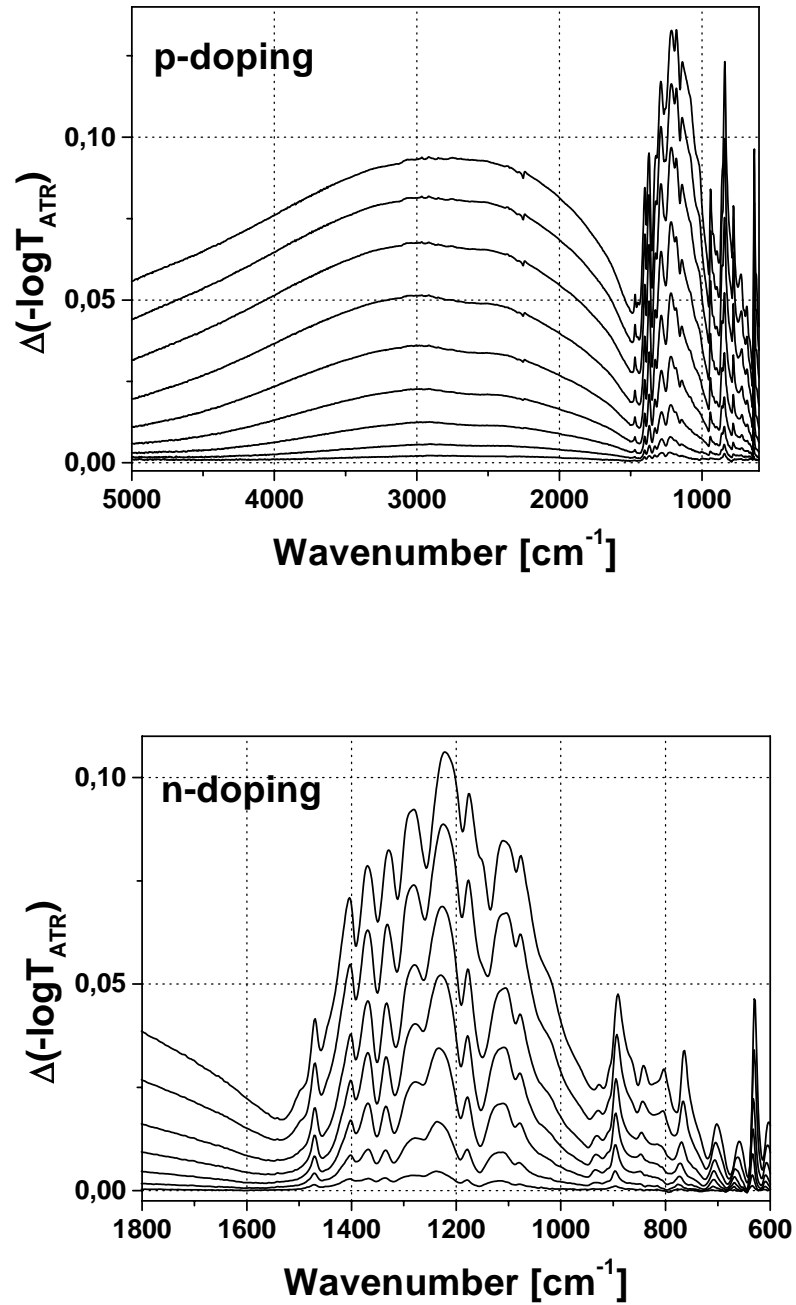 p-doping
0,10
0,05
0,00
Δ(-logT_ATR)
5000 4000 3000 2000 1000
Wavenumber [cm⁻¹]
n-doping
0,10
0,05
0,00
Δ(-logT_ATR)
1800 1600 1400 1200 1000 800 600
Wavenumber [cm⁻¹]